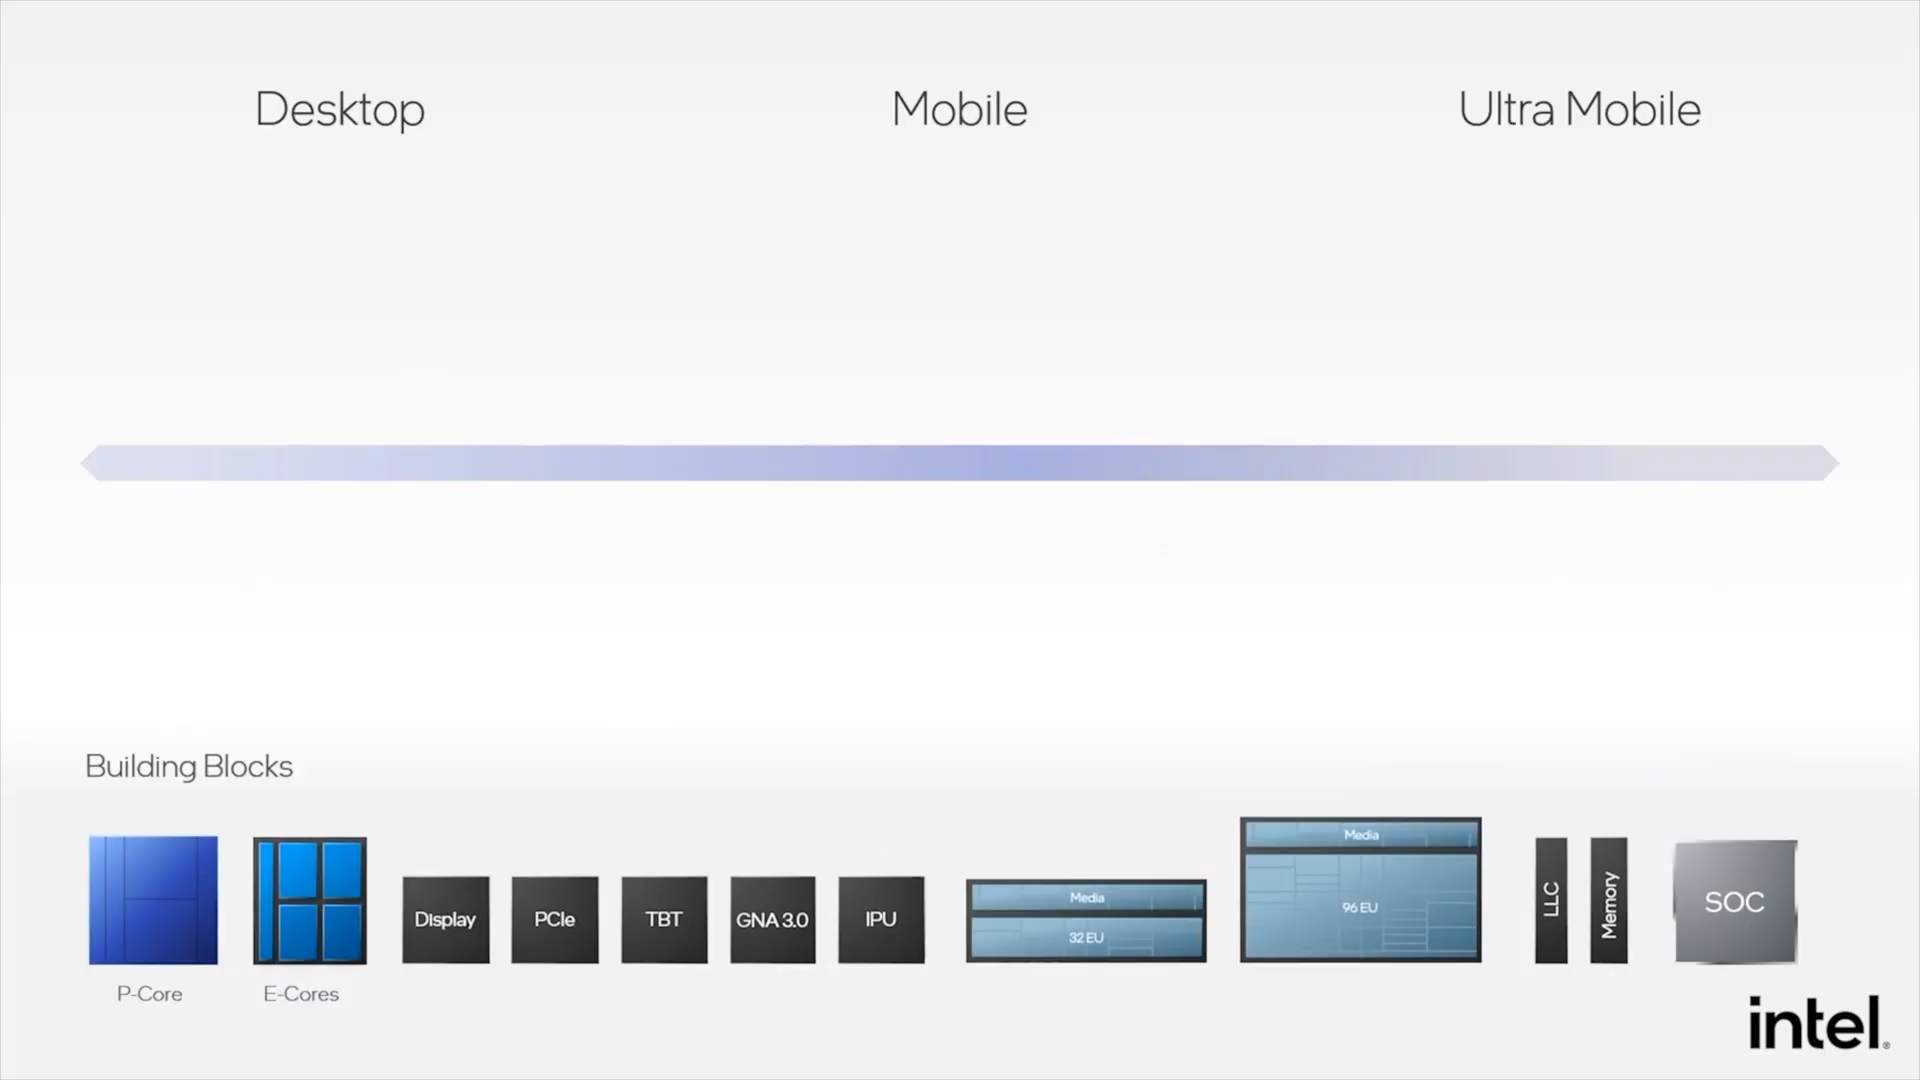 Desktop
Mobile
Ultra Mobile
Building Blocks
P-Core
E-Cores
Display
PCIe
TBT
GNA 3.0
IPU
Media
32 EU
Media
96 EU
LLC
Memory
SOC
intel®